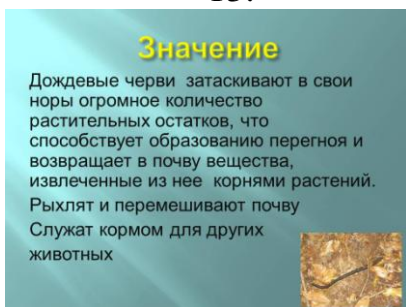 Значение
Дождевые черви затаскивают в свои
норы огромное количество
растительных остатков, что
способствует образованию перегноя и
возвращает в почву вещества,
извлеченные из нее корнями растений.
Рыхлят и перемешивают почву
Служат кормом для других
животных